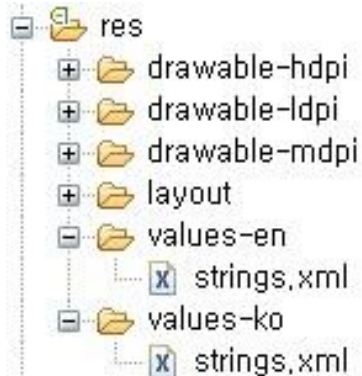 res
drawable-hdpi
drawable-ldpi
drawable-mdpi
layout
values-en
strings,xml
values-ko
strings,xml